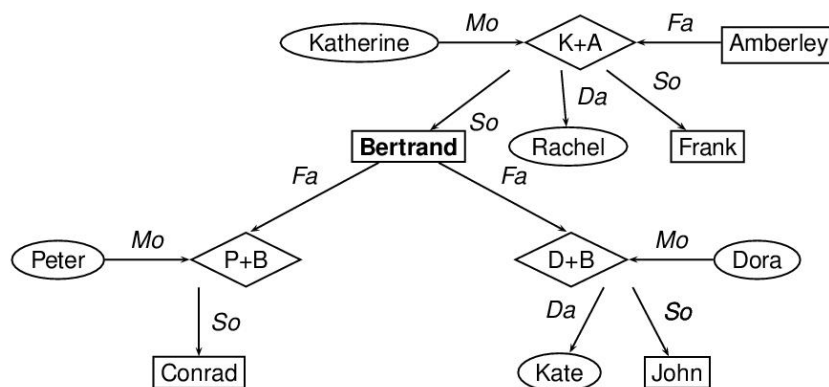 Katherine Mo K+A Fa Amberley
So Da So
Bertrand Rachel Frank
Fa Fa
Peter Mo P+B D+B Mo Dora
So Da So
Conrad Kate John